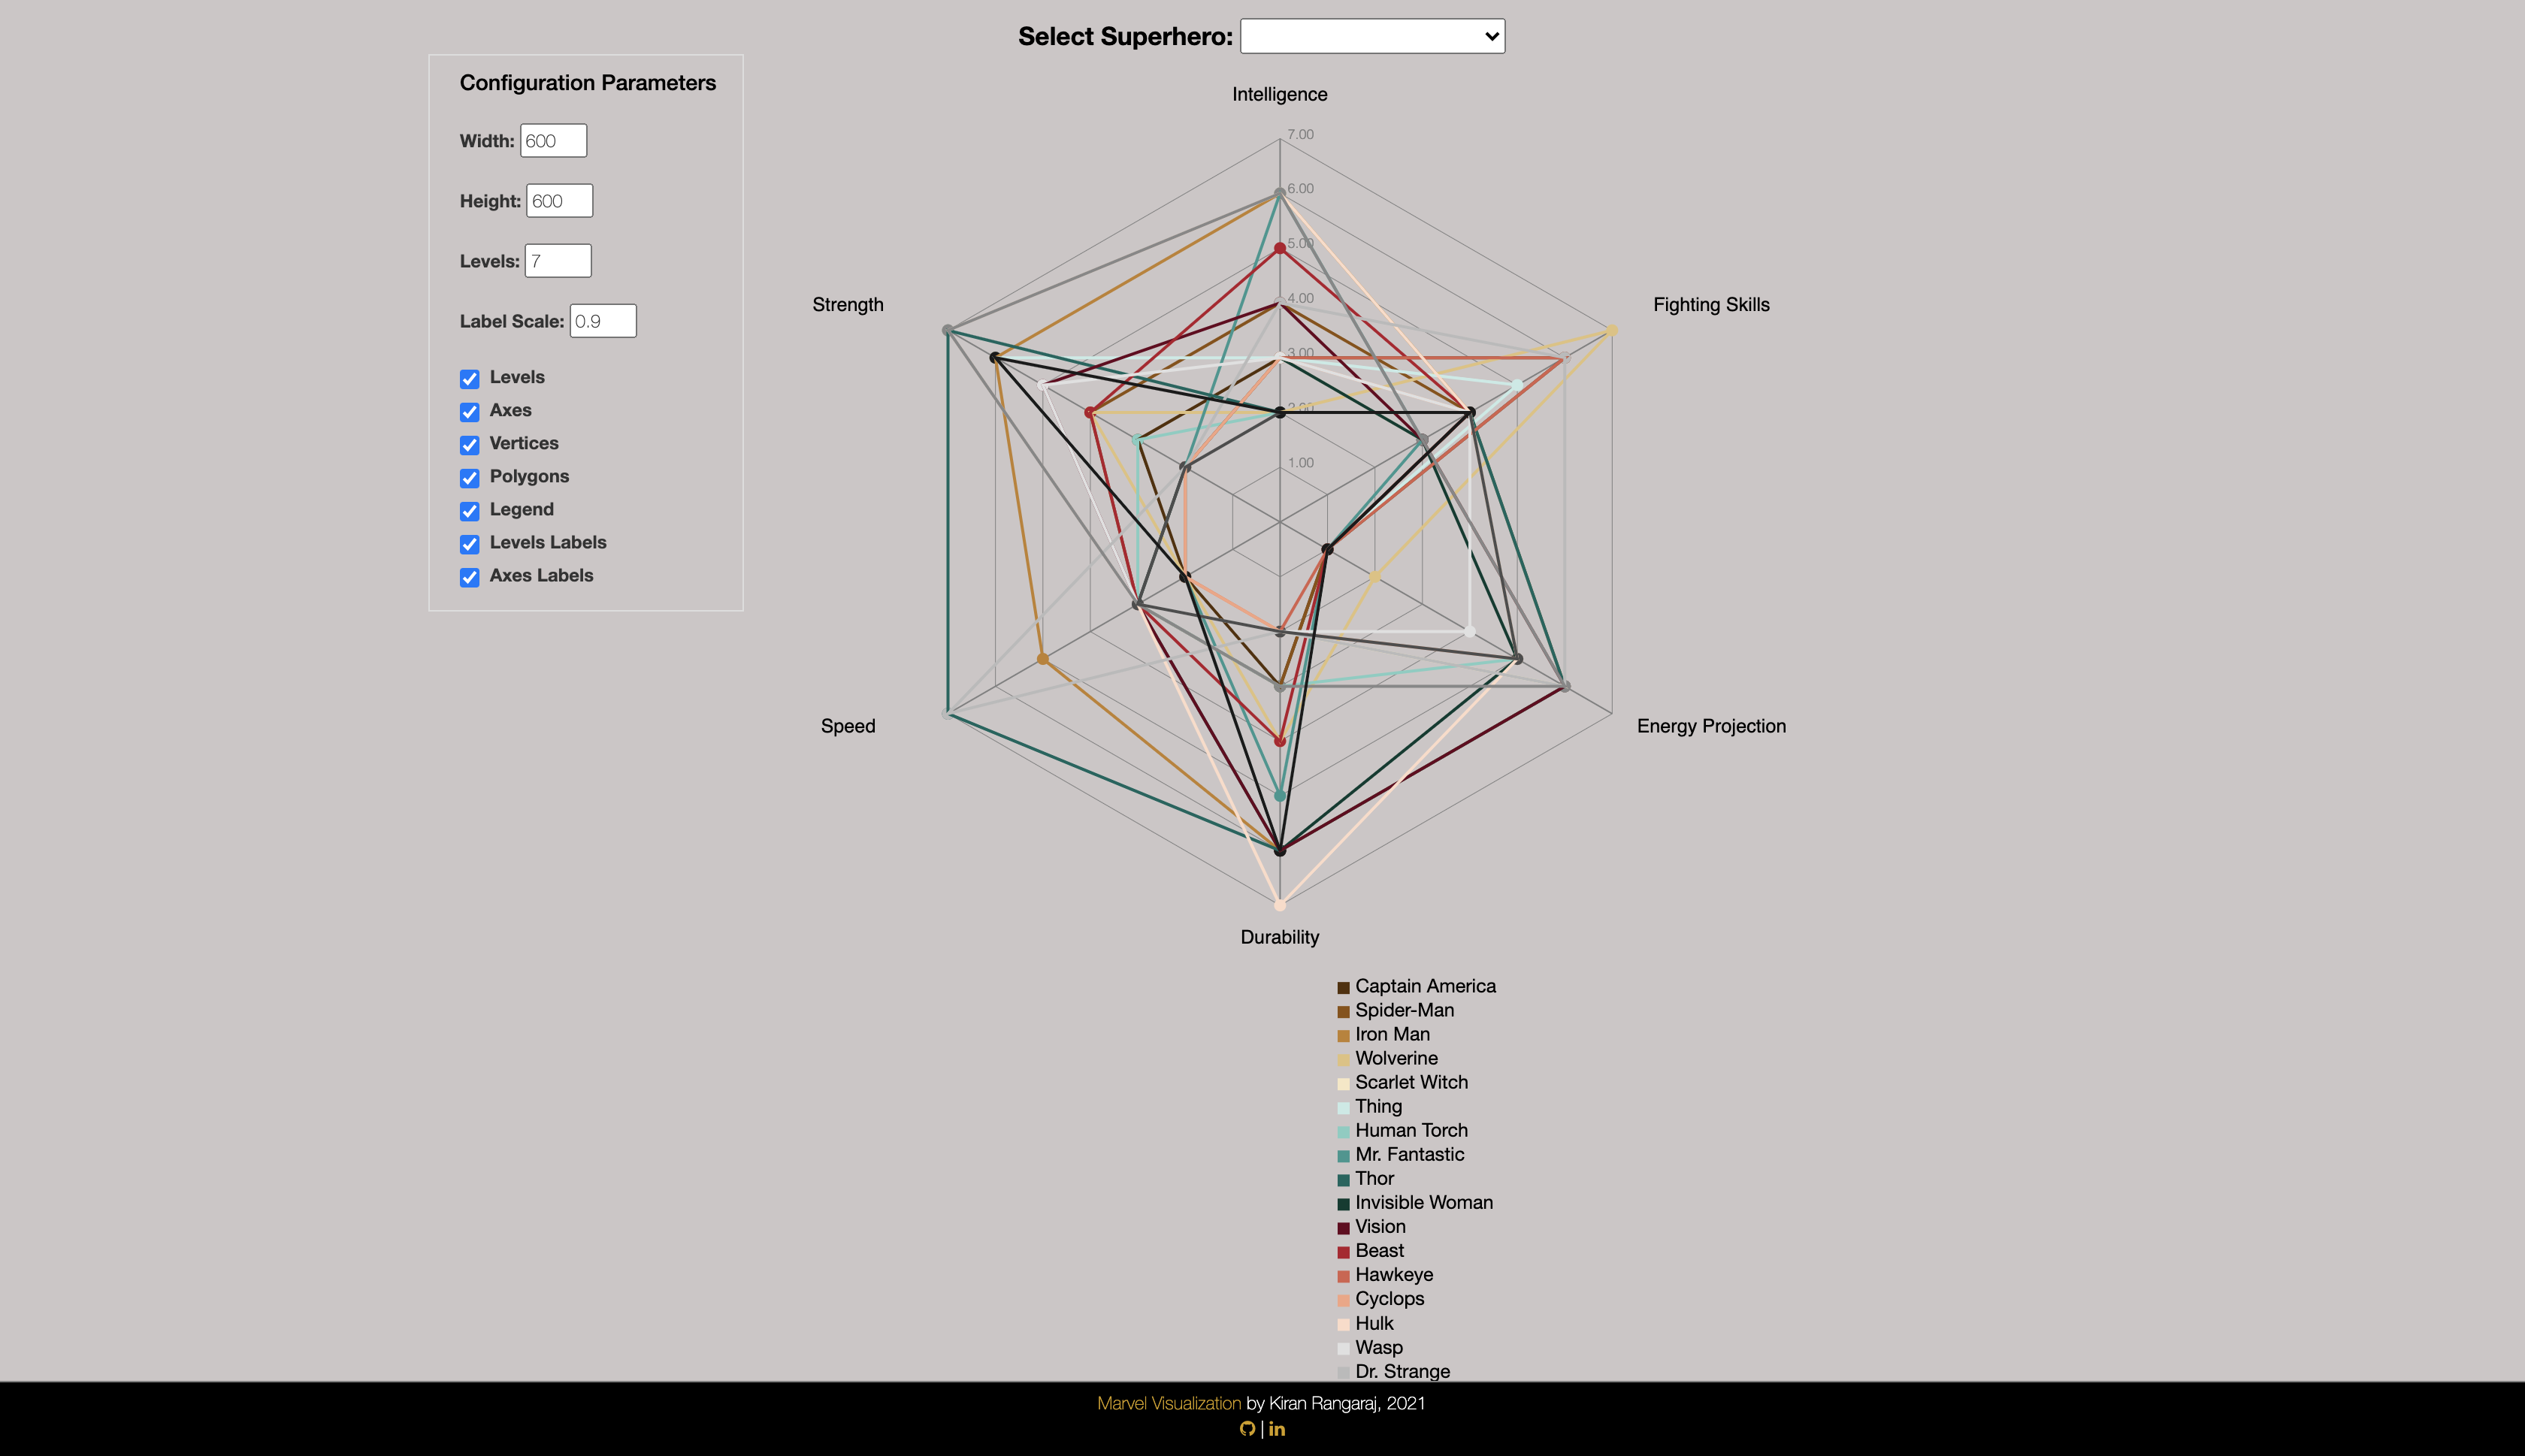 Select Superhero:
Configuration Parameters
Width: 600
Height: 600
Levels: 7
Label Scale: 0.9
Levels
Axes
Vertices
Polygons
Legend
Levels Labels
Axes Labels
Intelligence
7.00
6.00
5.00
4.00
3.00
2.00
1.00
Strength
Fighting Skills
Speed
Energy Projection
Durability
Captain America
Spider-Man
Iron Man
Wolverine
Scarlet Witch
Thing
Human Torch
Mr. Fantastic
Thor
Invisible Woman
Vision
Beast
Hawkeye
Cyclops
Hulk
Wasp
Dr. Strange
Marvel Visualization by Kiran Rangaraj, 2021
| in